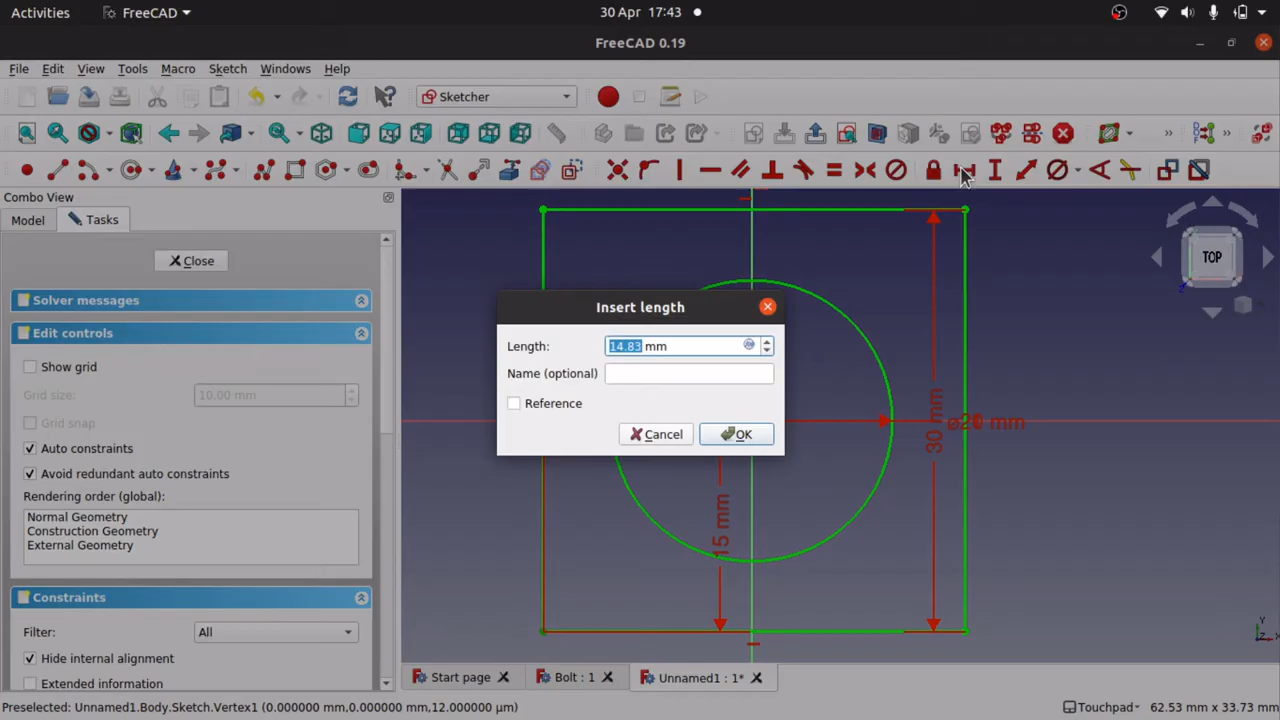 Activities
FreeCAD
30 Apr 17:43
FreeCAD 0.19
File Edit View Tools Macro Sketch Windows Help
Sketcher
Combo View
Model Tasks
Close
Solver messages
Edit controls
Show grid
Grid size: 10.00 mm
Grid snap
Auto constraints
Avoid redundant auto constraints
Rendering order (global):
Normal Geometry
Construction Geometry
External Geometry
Constraints
Filter: All
Hide internal alignment
Extended information
TOP
Insert length
Length: 14.83 mm
Name (optional)
Reference
Cancel OK
30 mm
15 mm
Y
Z X
Start page Bolt : 1 Unnamed1 : 1*
Preselected: Unnamed1.Body.Sketch.Vertex1 (0.000000 mm,0.000000 mm,12.000000 µm)
Touchpad 62.53 mm × 33.73 mm